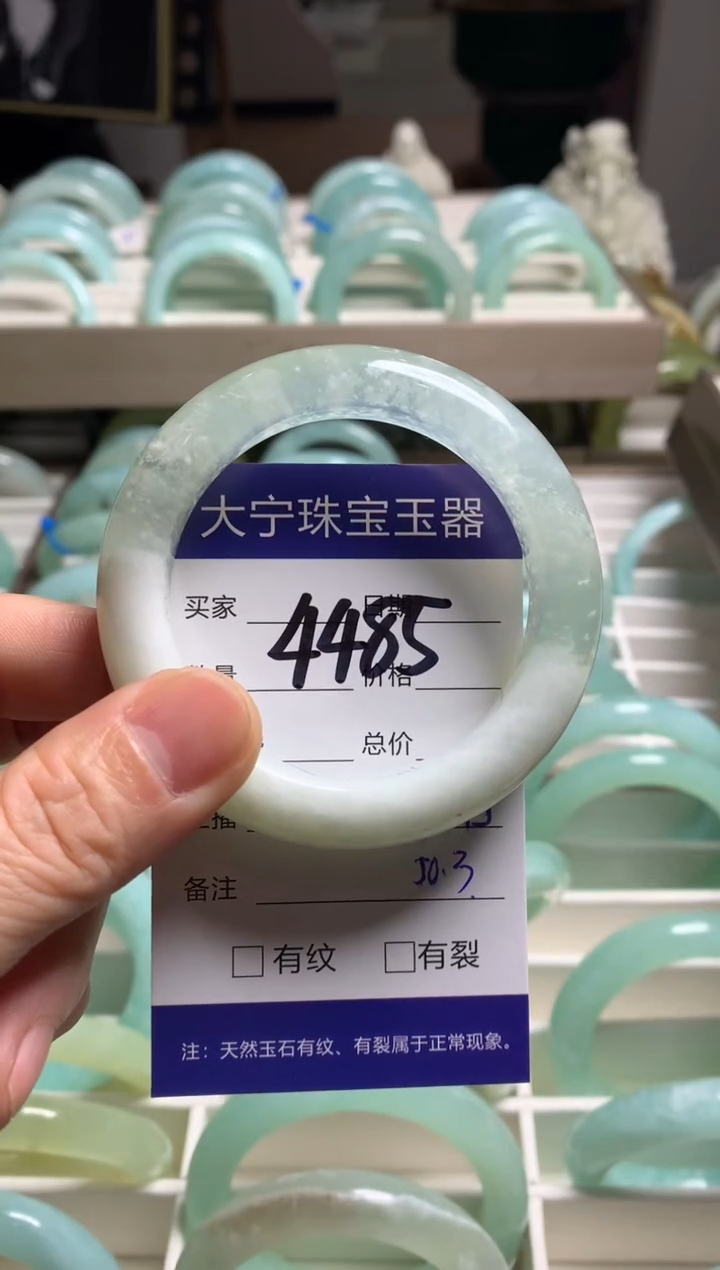 大宁珠宝玉器
买家 日期
4485
数量 价格
总价
播
备注 50.3
有纹 有裂
注：天然玉石有纹、有裂属于正常现象。